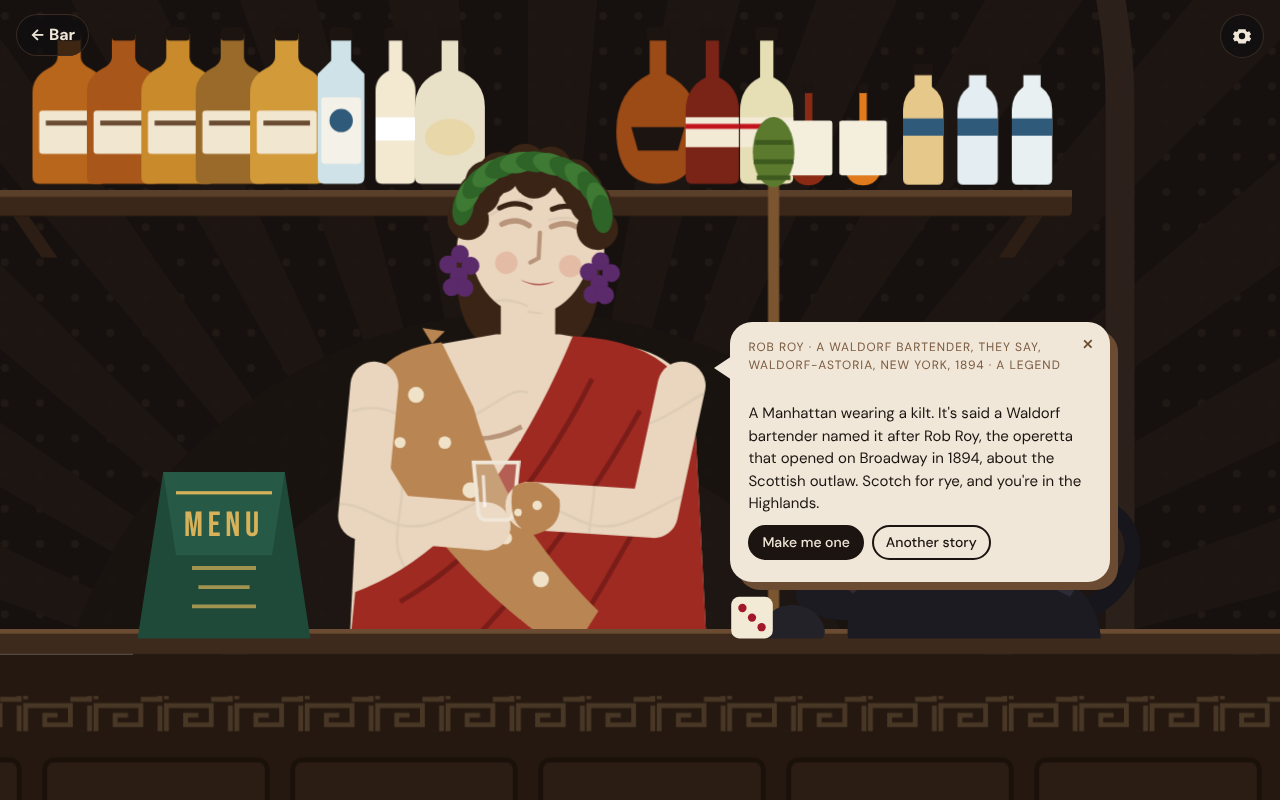 ← Bar
ROB ROY · A WALDORF BARTENDER, THEY SAY,
WALDORF-ASTORIA, NEW YORK, 1894 · A LEGEND
×
A Manhattan wearing a kilt. It's said a Waldorf
bartender named it after Rob Roy, the operetta
that opened on Broadway in 1894, about the
Scottish outlaw. Scotch for rye, and you're in the
Highlands.
Make me one
Another story
MENU